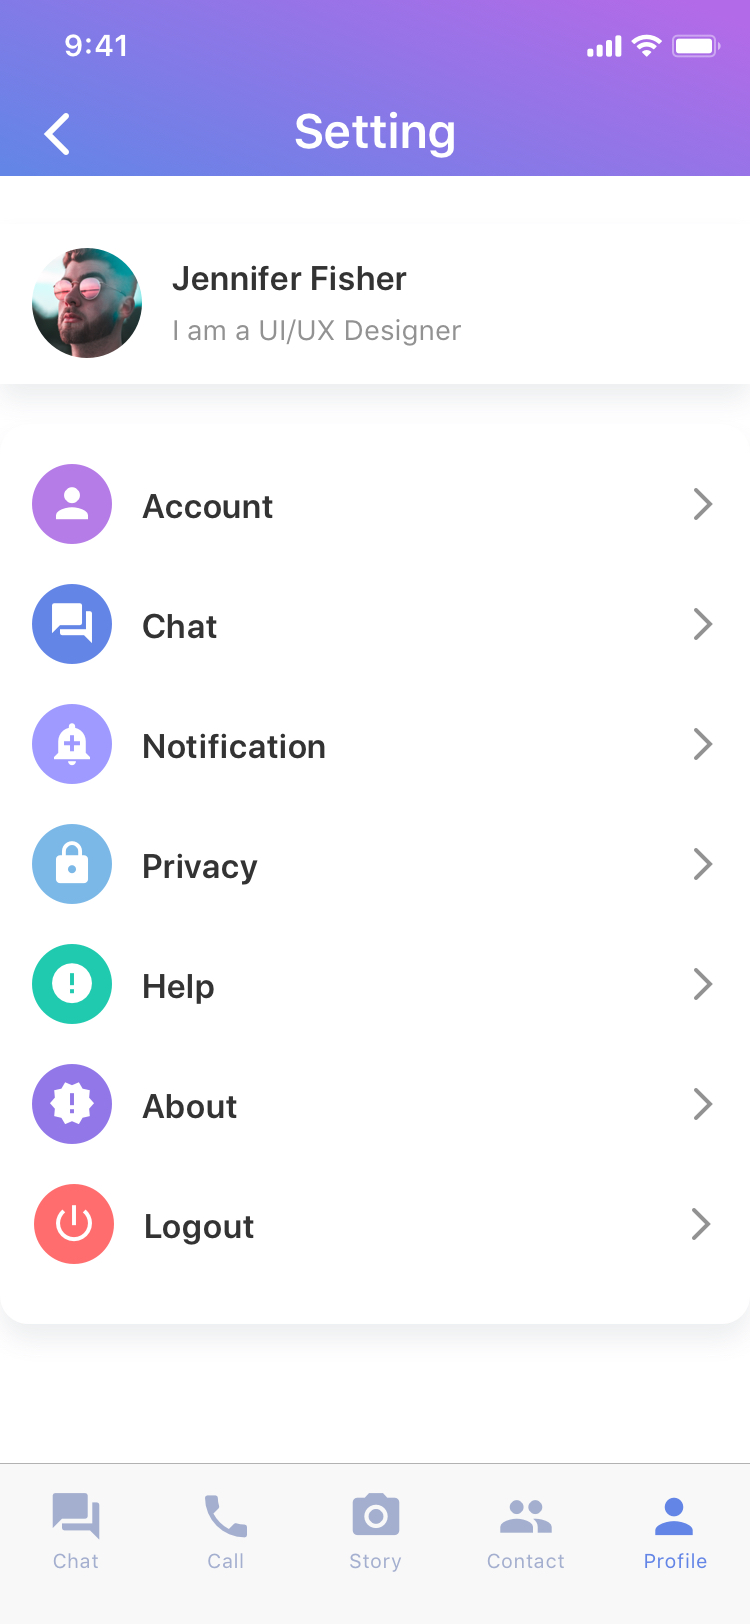 9:41
Setting
Jennifer Fisher
I am a UI/UX Designer
Account
Chat
Notification
Privacy
Help
About
Logout
Chat
Call
Story
Contact
Profile